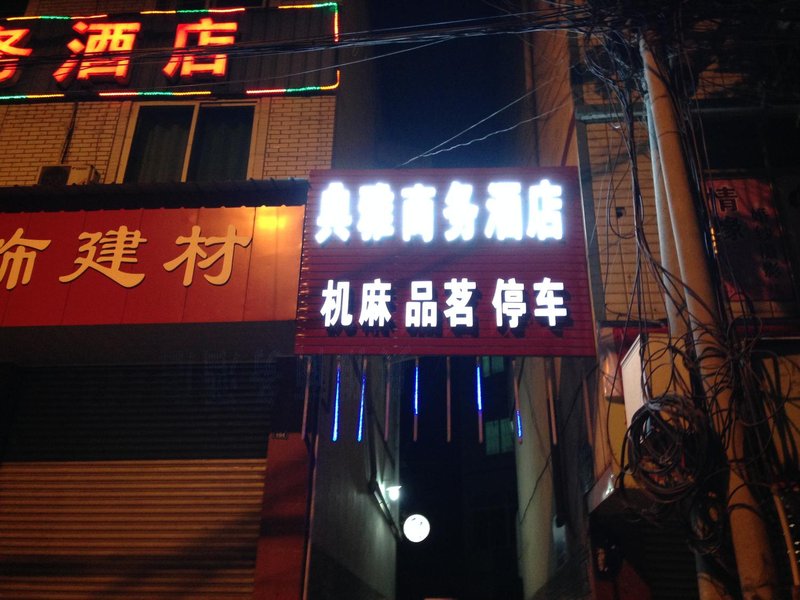 务酒店
典雅商务酒店
饰建材
机麻 品茗 停车